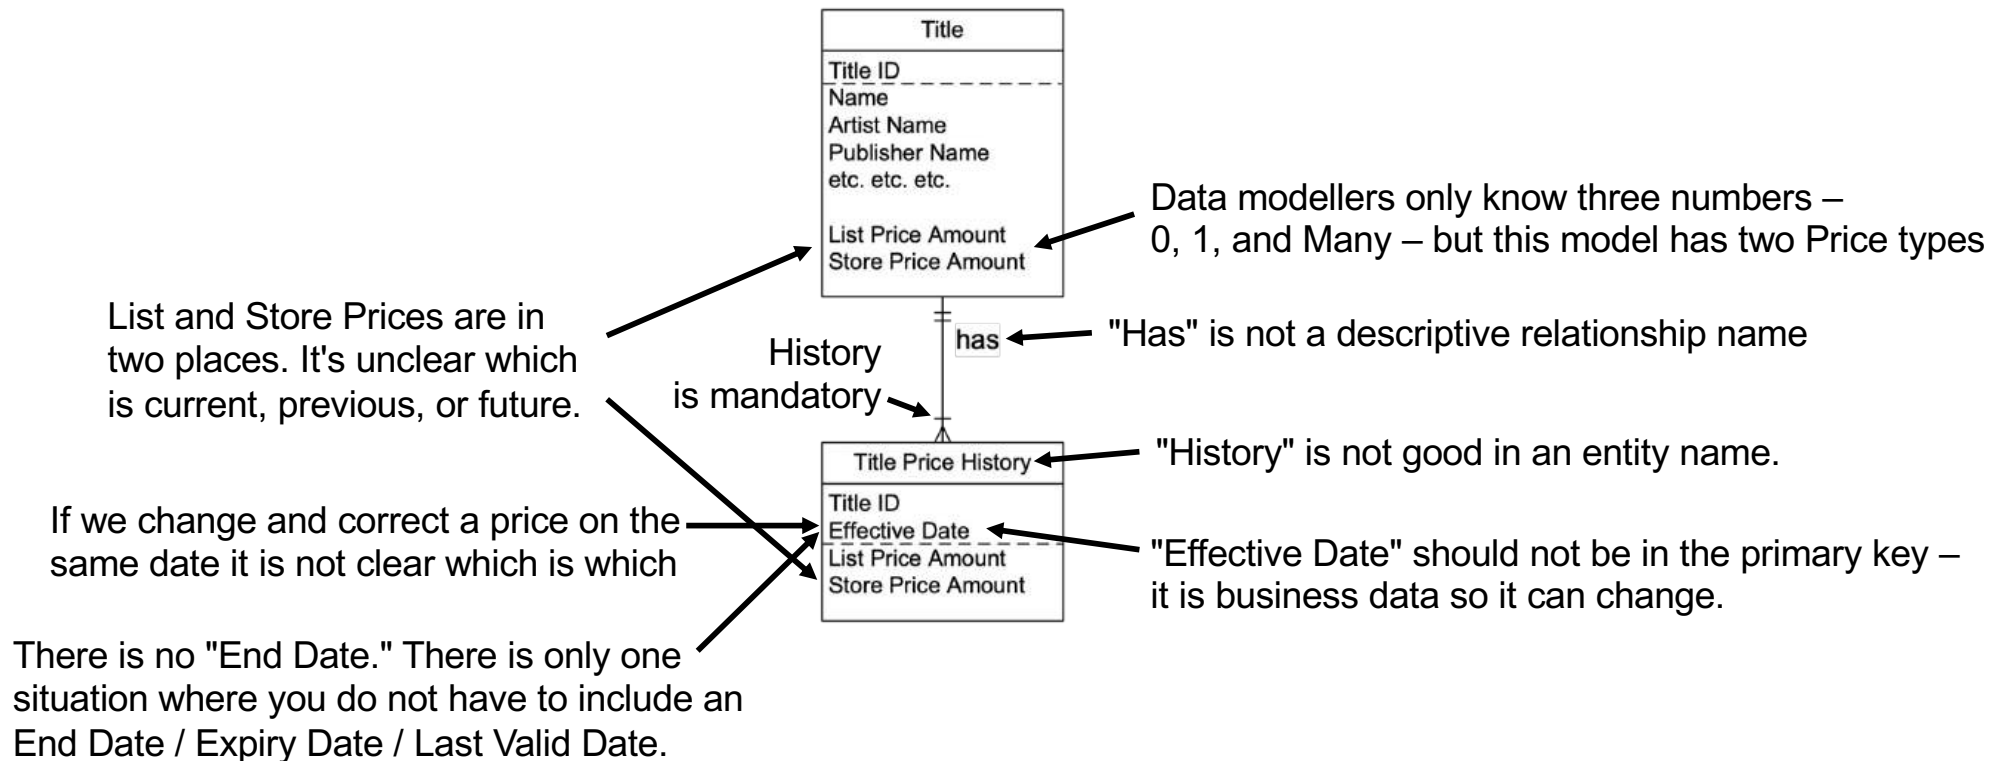 Title
Title ID
Name
Artist Name
Publisher Name
etc. etc. etc.
List Price Amount
Store Price Amount
Data modellers only know three numbers –
0, 1, and Many – but this model has two Price types
List and Store Prices are in
two places. It's unclear which
is current, previous, or future.
has
"Has" is not a descriptive relationship name
History
is mandatory
Title Price History
Title ID
Effective Date
List Price Amount
Store Price Amount
"History" is not good in an entity name.
If we change and correct a price on the
same date it is not clear which is which
"Effective Date" should not be in the primary key –
it is business data so it can change.
There is no "End Date." There is only one
situation where you do not have to include an
End Date / Expiry Date / Last Valid Date.